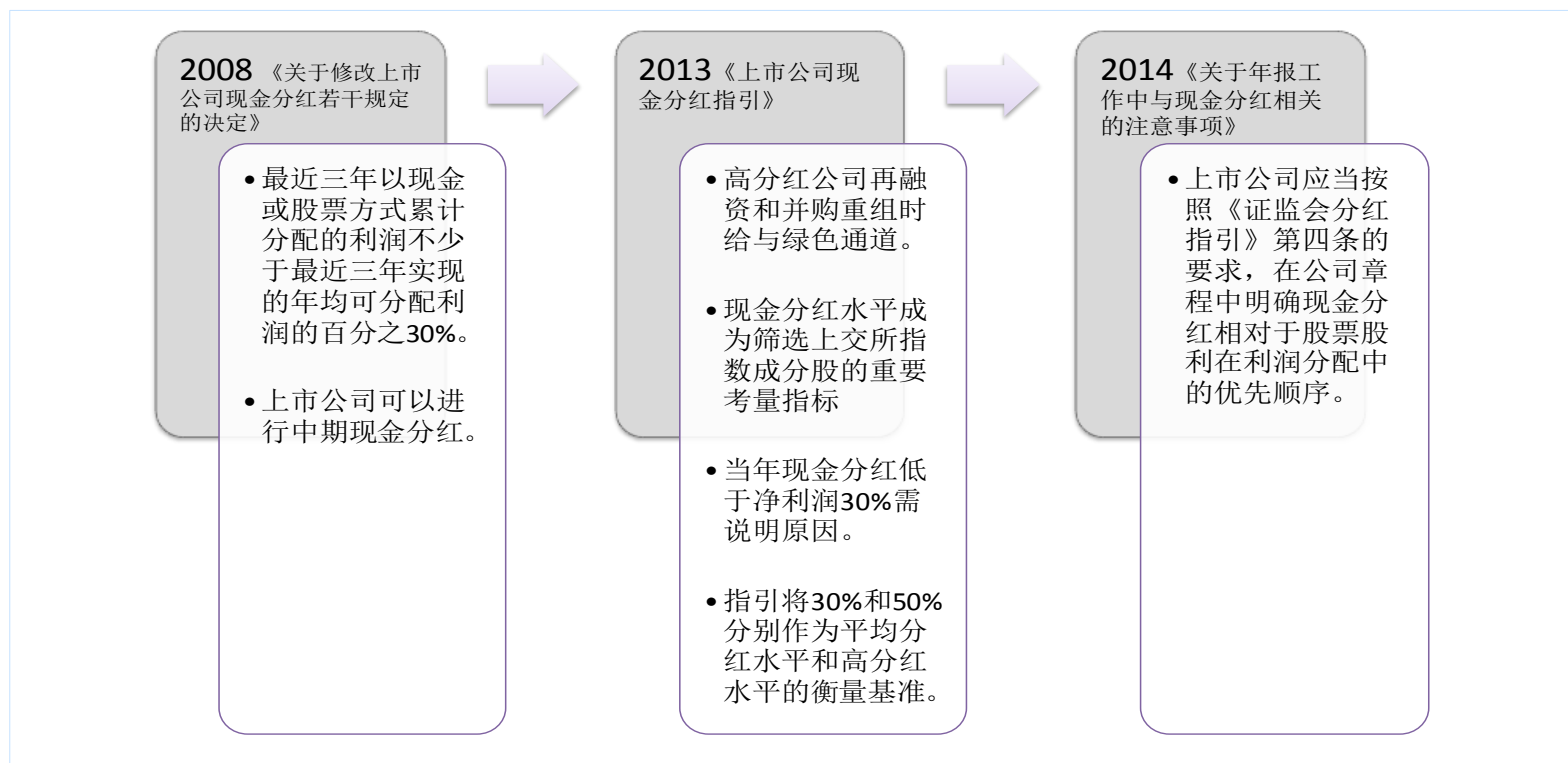 2008 《关于修改上市
公司现金分红若干规定
的决定》
• 最近三年以现金
或股票方式累计
分配的利润不少
于最近三年实现
的年均可分配利
润的百分之30%。
• 上市公司可以进
行中期现金分红。
2013《上市公司现
金分红指引》
• 高分红公司再融
资和并购重组时
给与绿色通道。
• 现金分红水平成
为筛选上交所指
数成分股的重要
考量指标
• 当年现金分红低
于净利润30%需
说明原因。
• 指引将30%和50%
分别作为平均分
红水平和高分红
水平的衡量基准。
2014《关于年报工
作中与现金分红相关
的注意事项》
• 上市公司应当按
照《证监会分红
指引》第四条的
要求，在公司章
程中明确现金分
红相对于股票股
利在利润分配中
的优先顺序。